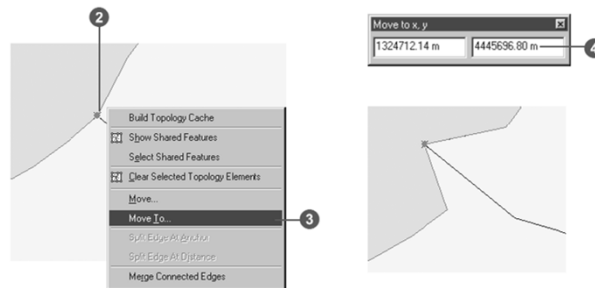 2
Move to x, y
1324712.14 m
4445696.80 m
4
Build Topology Cache
Show Shared Features
Select Shared Features
Clear Selected Topology Elements
Move...
Move To...
3
Split Edge At Anchor
Split Edge At Distance
Merge Connected Edges